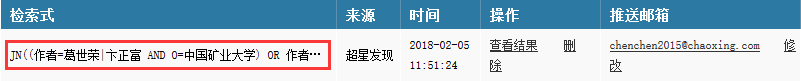 检索式 来源 时间 操作 推送邮箱
JN((作者=葛世荣|卞正富 AND O=中国矿业大学) OR 作者… 超星发现 2018-02-05 查看结果 删 chenchen2015@chaoxing.com 修
11:51:24 除 改